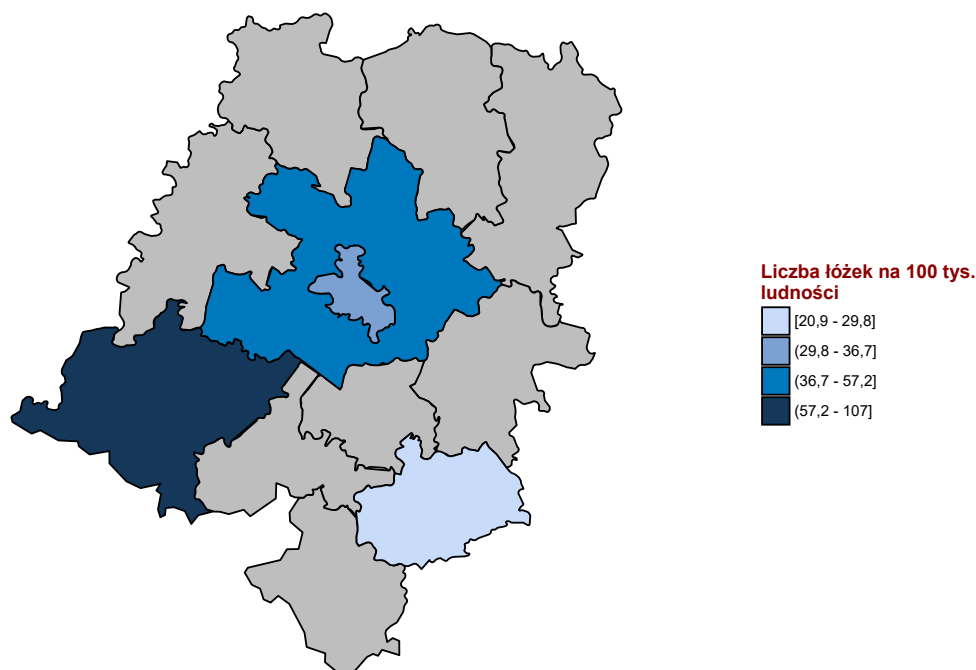 Liczba łóżek na 100 tys.
ludności
[20,9 - 29,8]
(29,8 - 36,7]
(36,7 - 57,2]
(57,2 - 107]